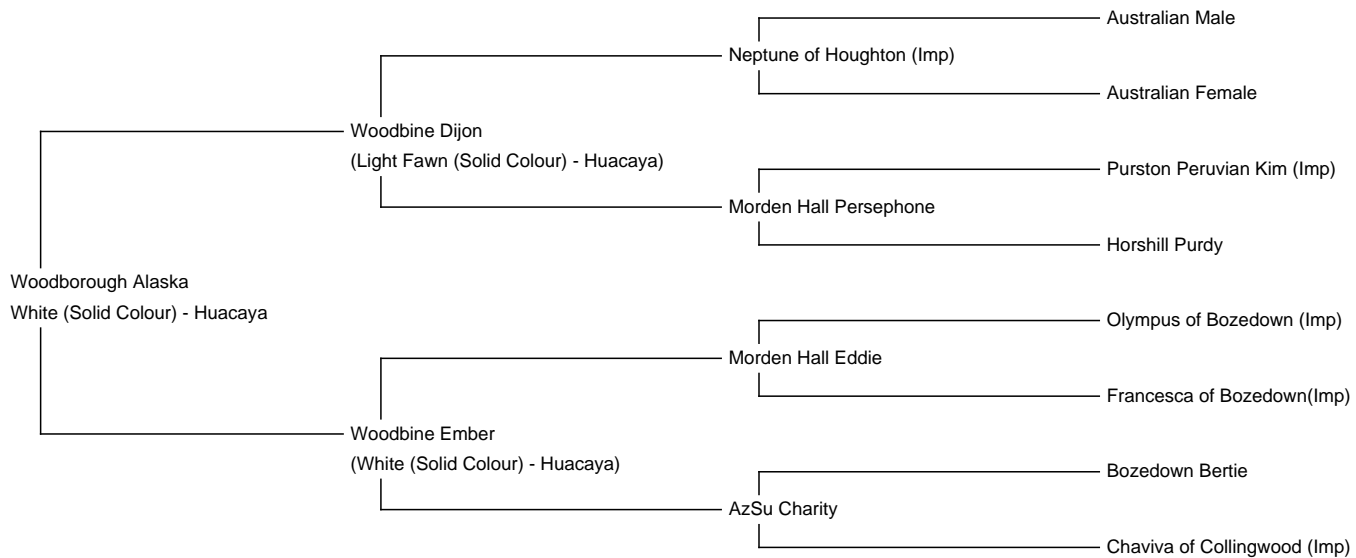 Australian Male
Neptune of Houghton (Imp)
Australian Female
Woodbine Dijon
(Light Fawn (Solid Colour) - Huacaya)
Purston Peruvian Kim (Imp)
Morden Hall Persephone
Horshill Purdy
Woodborough Alaska
White (Solid Colour) - Huacaya
Olympus of Bozedown (Imp)
Morden Hall Eddie
Francesca of Bozedown(Imp)
Woodbine Ember
(White (Solid Colour) - Huacaya)
Bozedown Bertie
AzSu Charity
Chaviva of Collingwood (Imp)